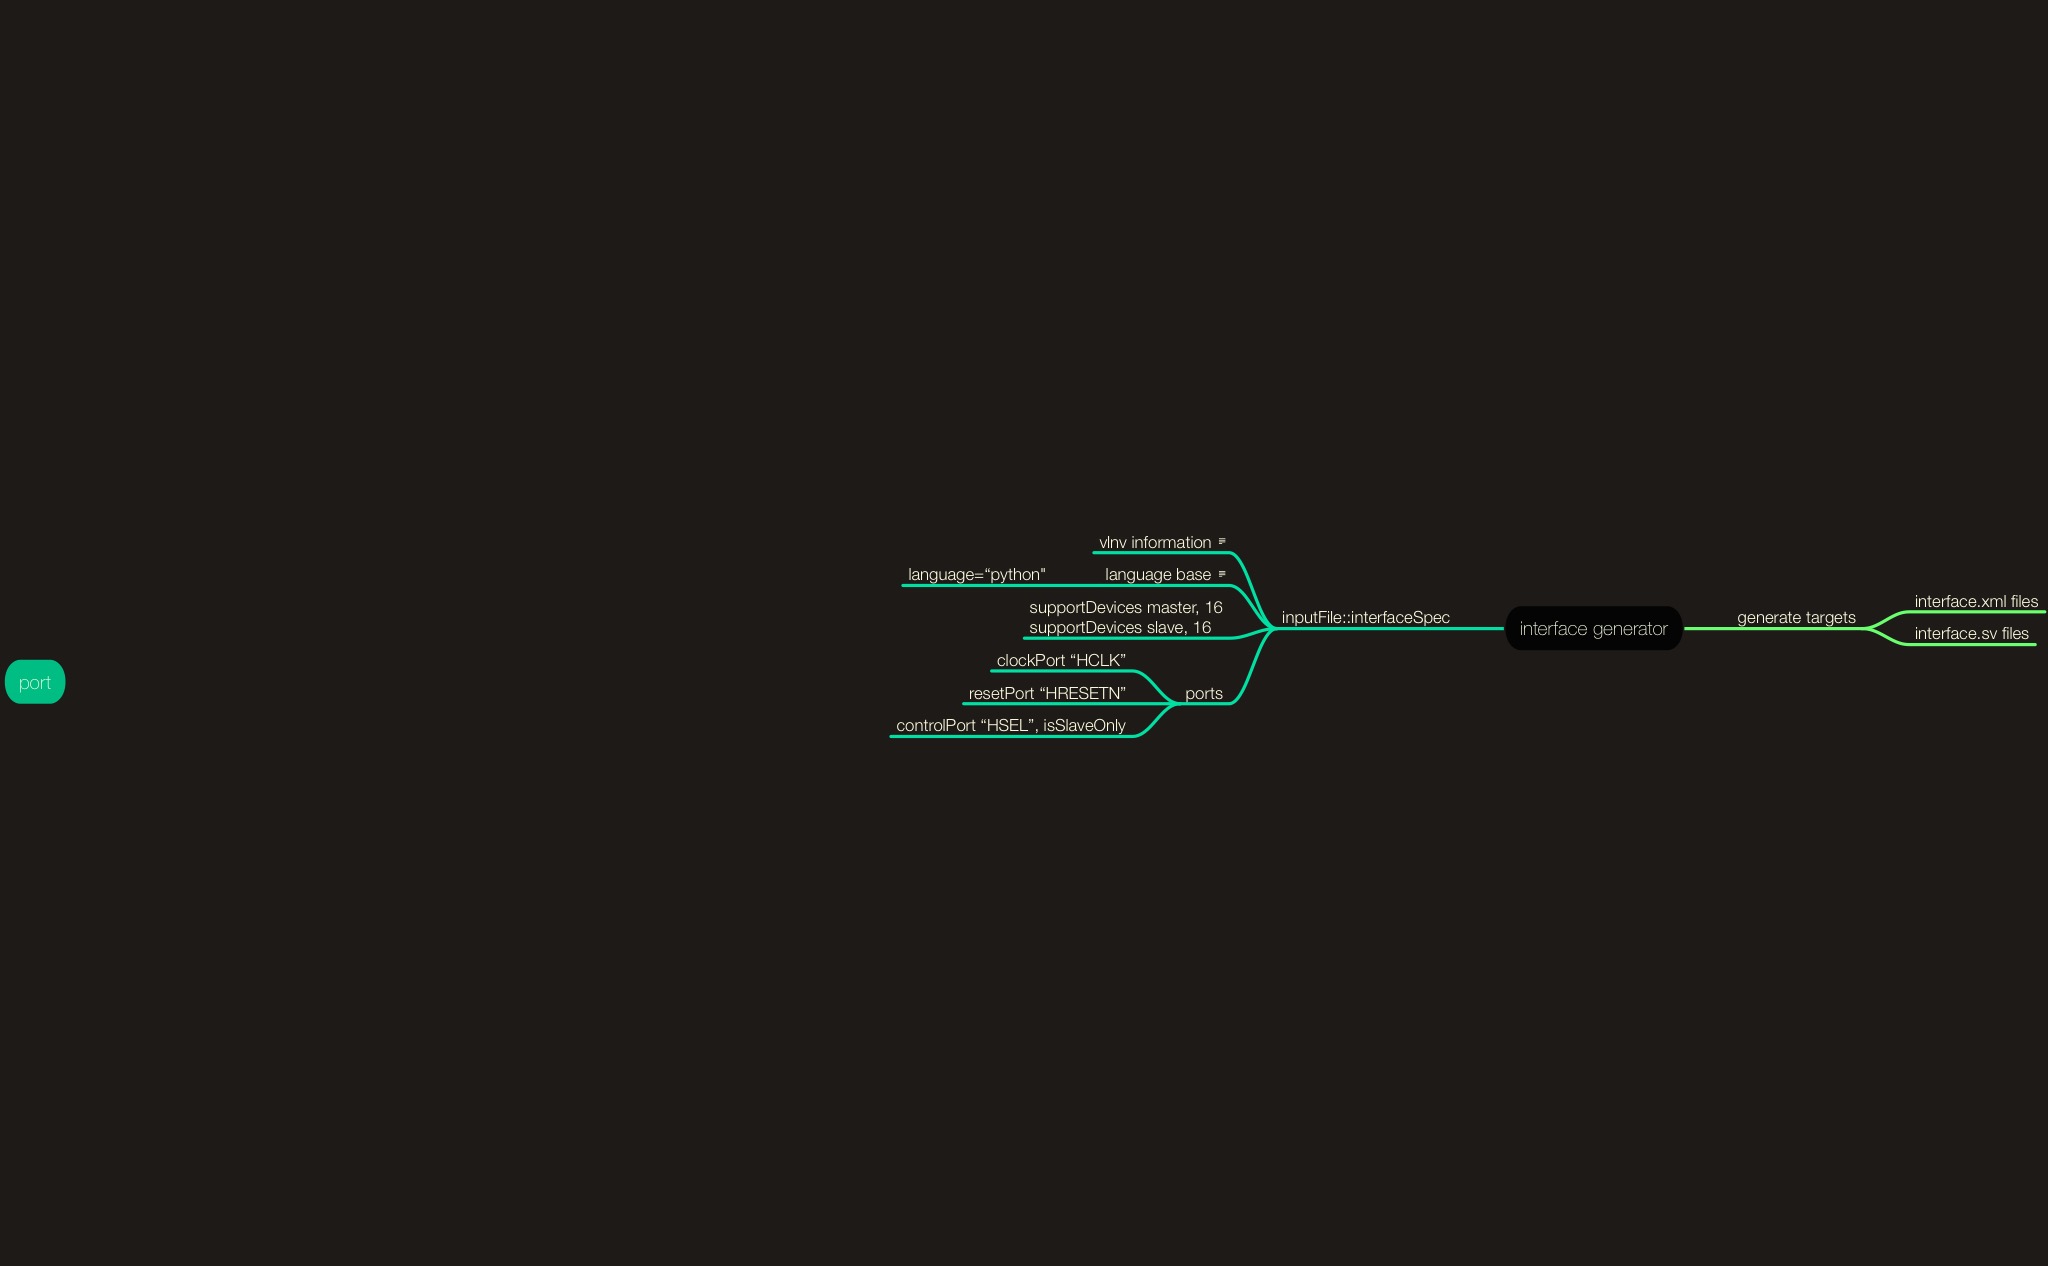 vlnv information
language=“python"
language base
supportDevices master, 16
supportDevices slave, 16
inputFile::interfaceSpec
clockPort “HCLK”
resetPort “HRESETN”
ports
controlPort “HSEL”, isSlaveOnly
interface generator
generate targets
interface.xml files
interface.sv files
port